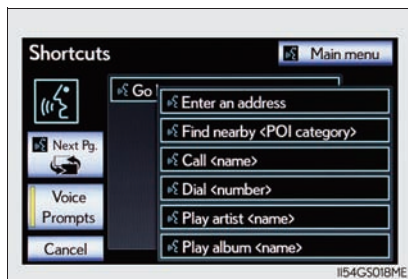 Shortcuts
Main menu
Go
Enter an address
Find nearby <POI category>
Next Pg.
Call <name>
Dial <number>
Voice
Prompts
Play artist <name>
Cancel
Play album <name>
II54GS018ME